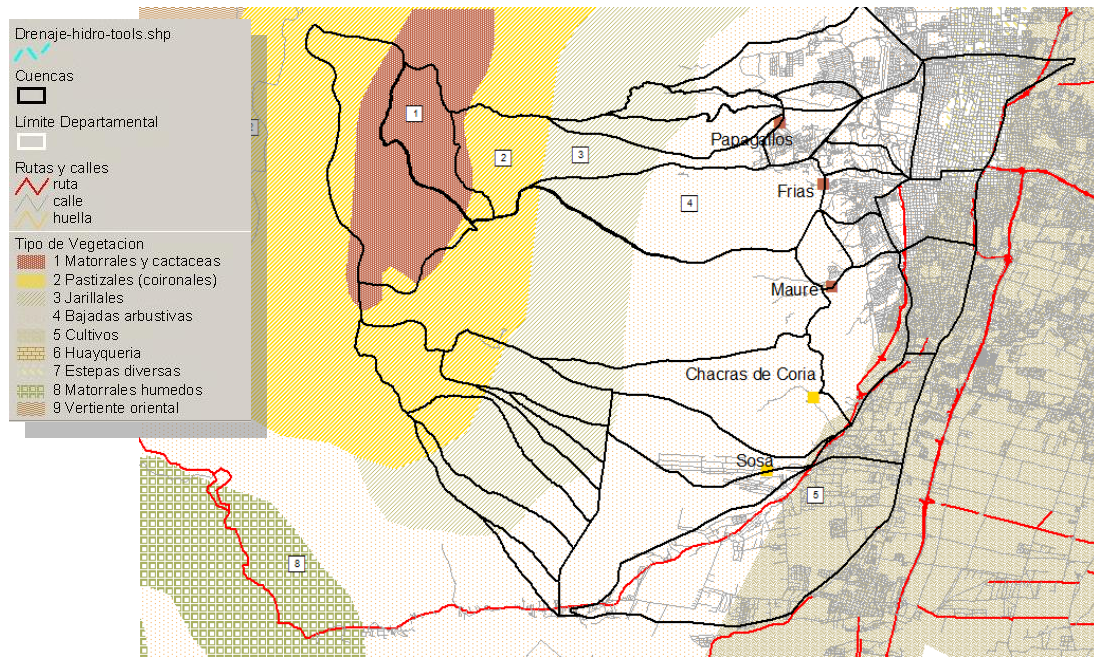 Drenaje-hidro-tools.shp
Cuencas
Límite Departamental
Rutas y calles
ruta
calle
huella
Tipo de Vegetacion
1 Matorrales y cactaceas
2 Pastizales (coironales)
3 Jarillales
4 Bajadas arbustivas
5 Cultivos
6 Huayqueria
7 Estepas diversas
8 Matorrales humedos
9 Vertiente oriental
1
2
2
3
Papagallos
4
Frias
Maure
Chacras de Coria
Sosa
5
8